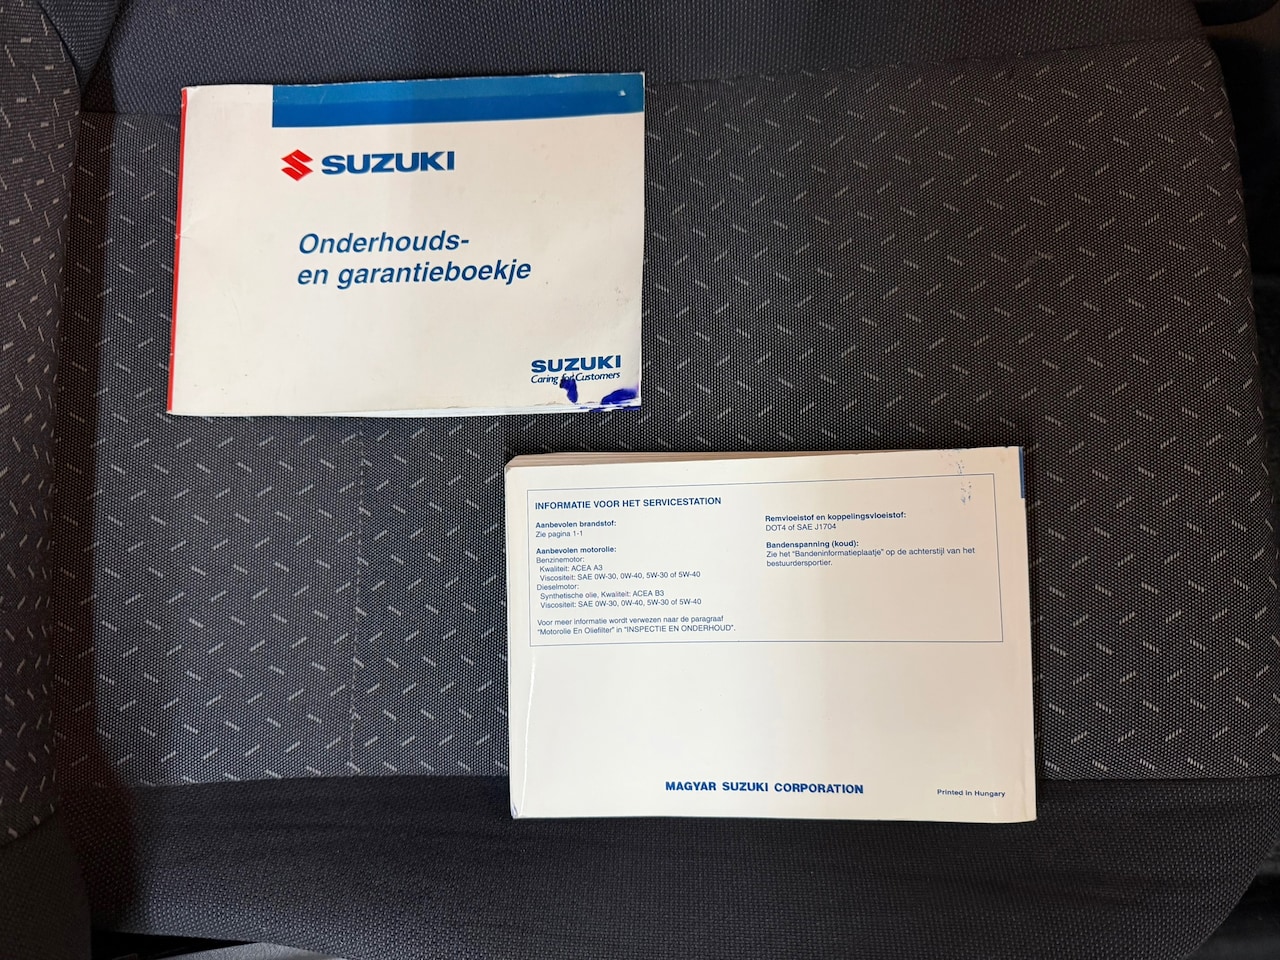 SUZUKI
Onderhouds-
en garantieboekje
SUZUKI
Caring for Customers
INFORMATIE VOOR HET SERVICESTATION
Aanbevolen brandstof:
Zie pagina 1-1
Aanbevolen motorolie:
Benzinemotor:
Kwaliteit: ACEA A3
Viscositeit: SAE 0W-30, 0W-40, 5W-30 of 5W-40
Dieselmotor:
Synthetische olie, Kwaliteit: ACEA B3
Viscositeit: SAE 0W-30, 0W-40, 5W-30 of 5W-40
Voor meer informatie wordt verwezen naar de paragraaf
"Motorolie En Oliefilter" in "INSPECTIE EN ONDERHOUD".
Remvloeistof en koppelingsvloeistof:
DOT4 of SAE J1704
Bandenspanning (koud):
Zie het "Bandeninformatieplaatje" op de achterstijl van het
bestuurdersportier.
MAGYAR SUZUKI CORPORATION
Printed in Hungary